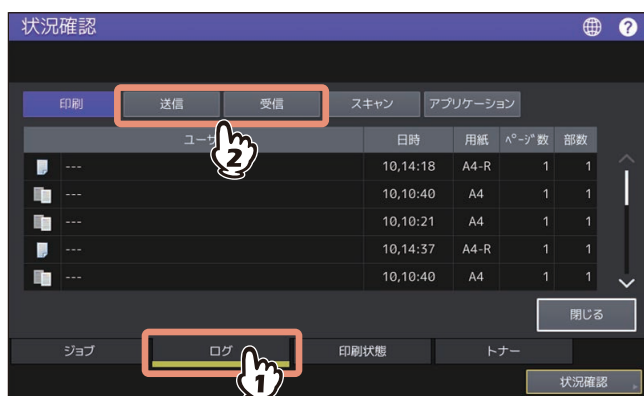 状況確認 ?
印刷 送信 受信 スキャン アプリケーション
ユーザ 日時 用紙 ページ数 部数
--- 10,14:18 A4-R 1 1
--- 10,10:40 A4 1 1
--- 10,10:21 A4 1 1
--- 10,14:37 A4-R 1 1
--- 10,10:40 A4 1 1
2
閉じる
ジョブ ログ 印刷状態 トナー
1
状況確認